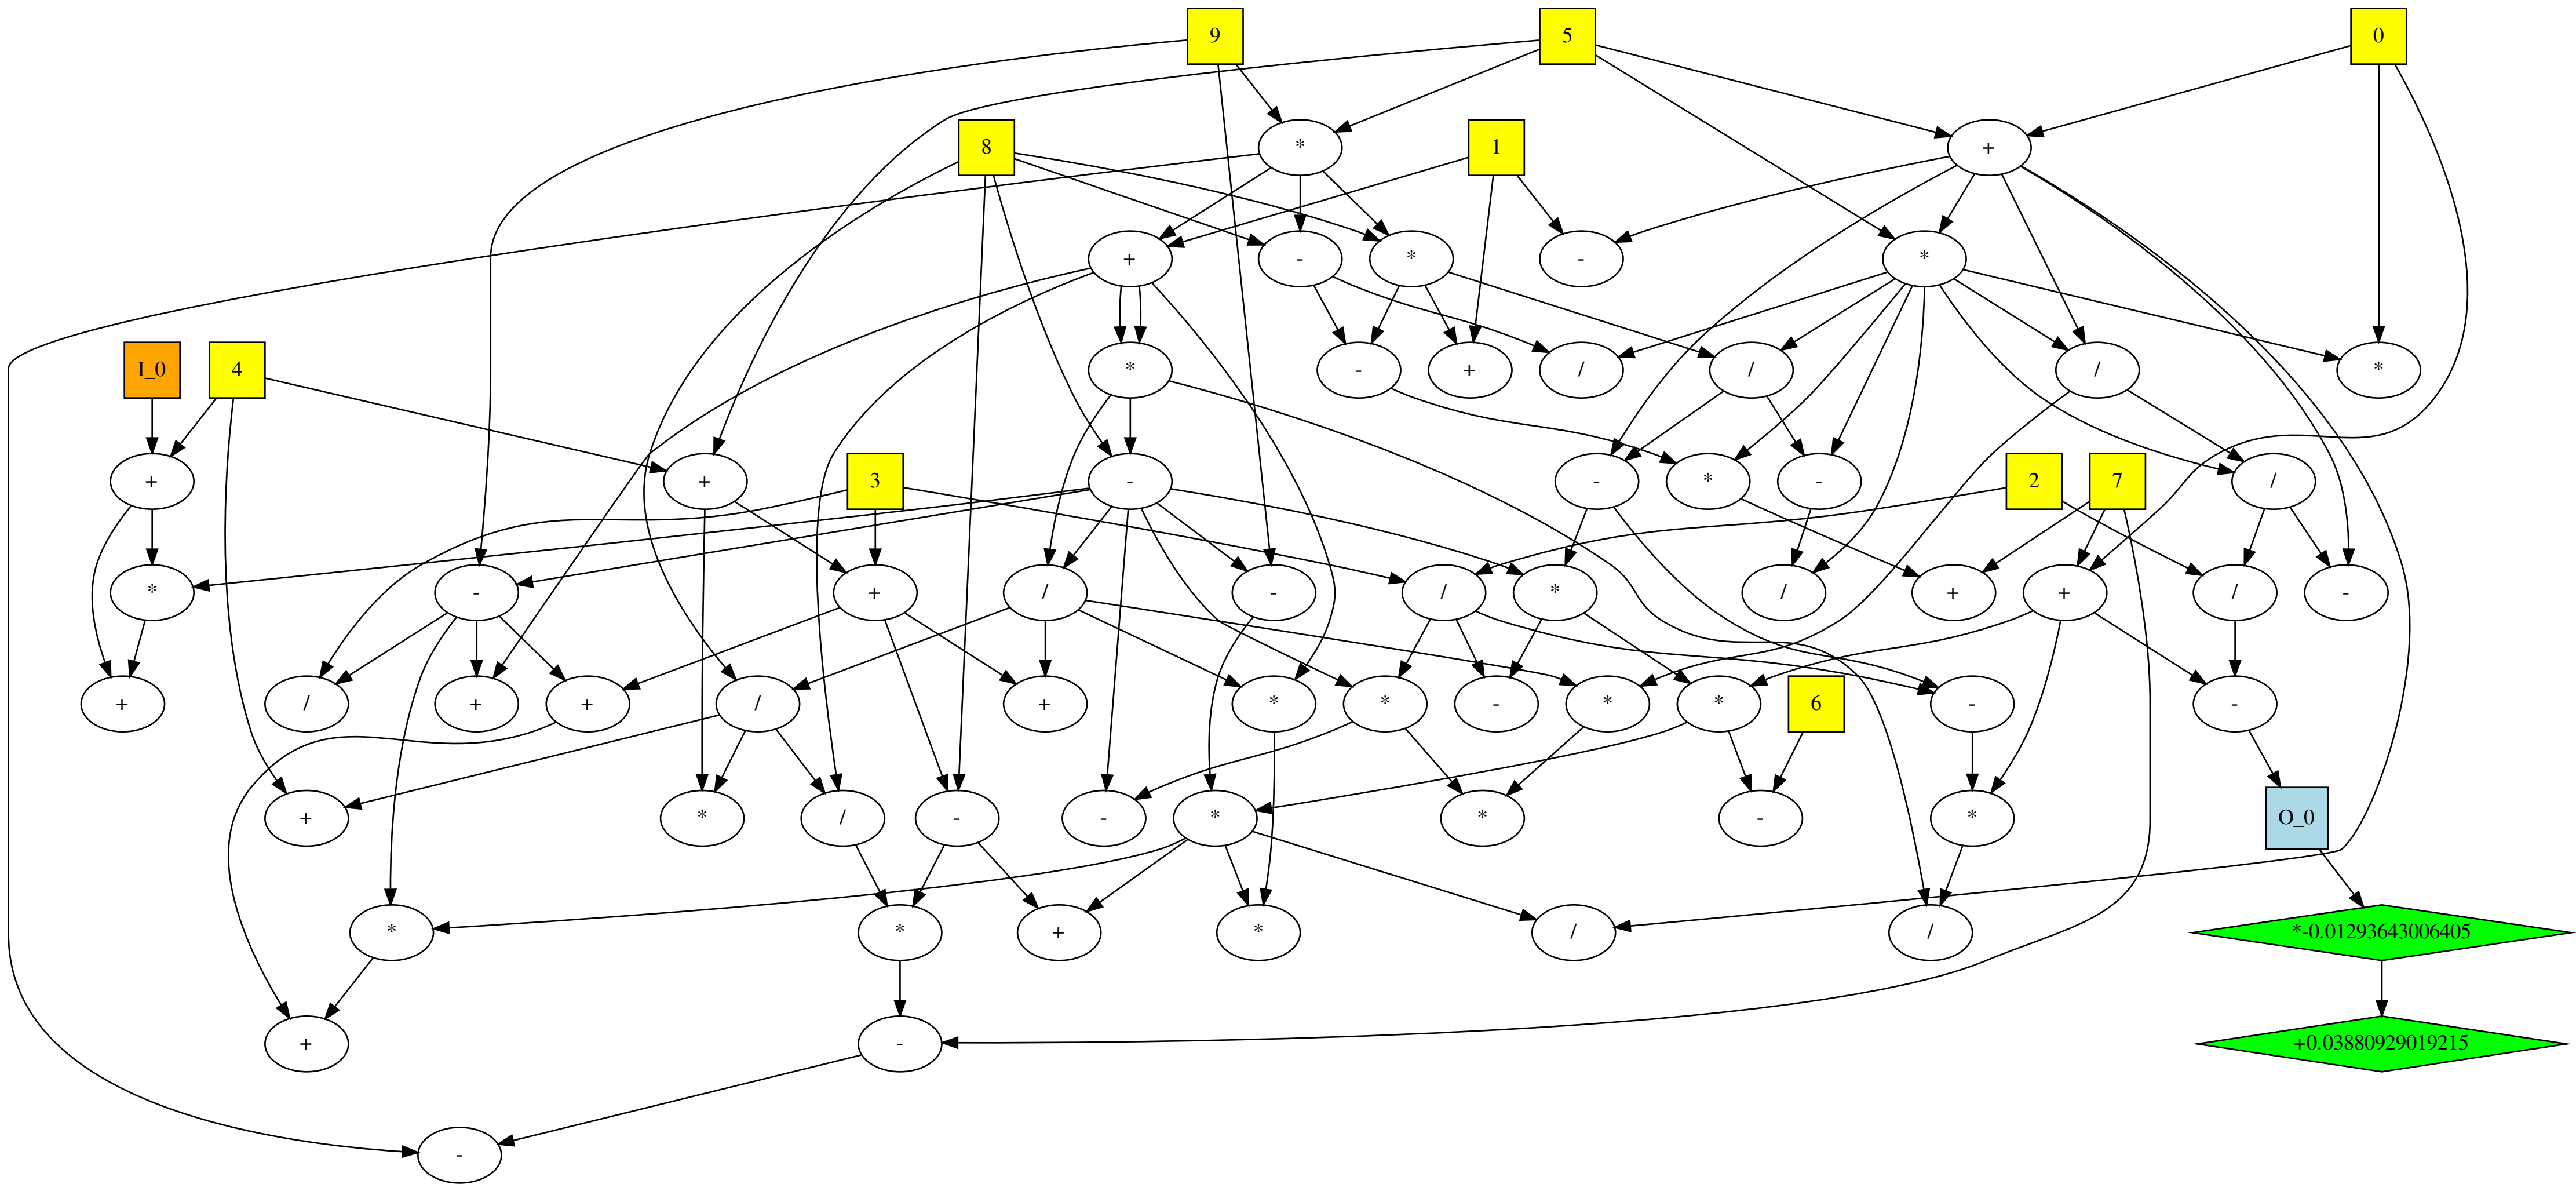 9 5 0
8 * 1 +
+ - * - *
I_0 4 * - + / / / *
+ + 3 - - * - 2 7 /
* - + / - / * / + + / -
+ / + + / + * * - * * 6 - -
+ * / - - * * - * O_0
* * + * / / *-0.01293643006405
+ - +0.03880929019215
-